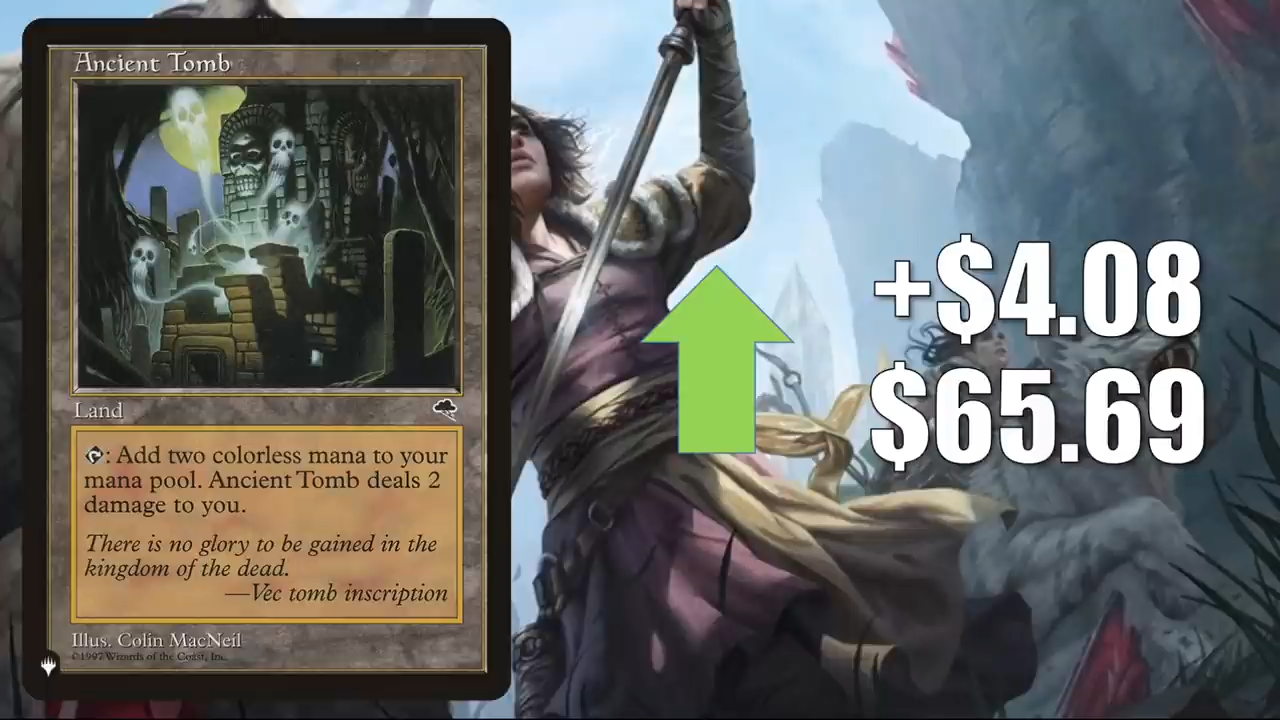 Ancient Tomb
Land
: Add two colorless mana to your
mana pool. Ancient Tomb deals 2
damage to you.
There is no glory to be gained in the
kingdom of the dead.
—Vec tomb inscription
Illus. Colin MacNeil
©1997 Wizards of the Coast, Inc.
+$4.08
$65.69